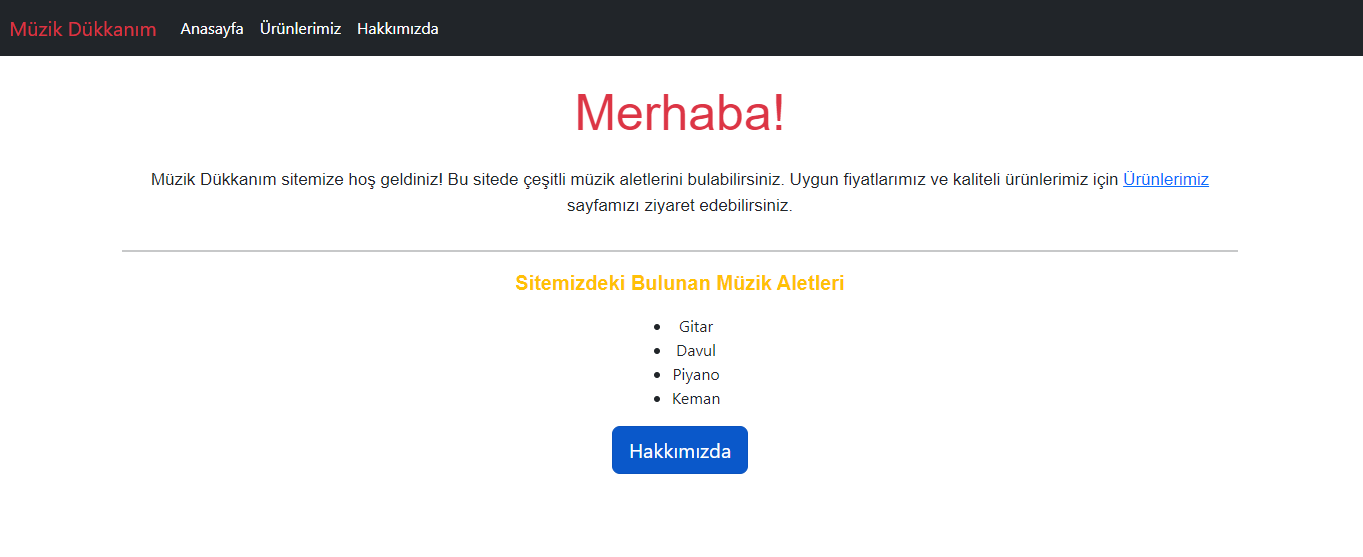 Müzik Dükkanım Anasayfa Ürünlerimiz Hakkımızda
Merhaba!
Müzik Dükkanım sitemize hoş geldiniz! Bu sitede çeşitli müzik aletlerini bulabilirsiniz. Uygun fiyatlarımız ve kaliteli ürünlerimiz için Ürünlerimiz
sayfamızı ziyaret edebilirsiniz.
Sitemizdeki Bulunan Müzik Aletleri
• Gitar
• Davul
• Piyano
• Keman
Hakkımızda